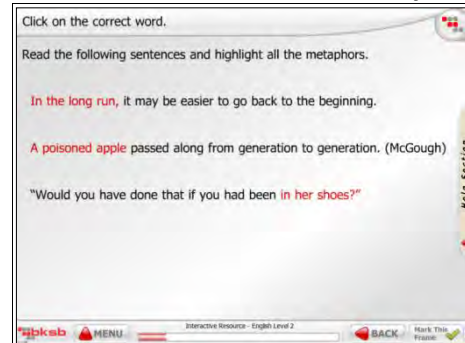 Click on the correct word.
Read the following sentences and highlight all the metaphors.
In the long run, it may be easier to go back to the beginning.
A poisoned apple passed along from generation to generation. (McGough)
"Would you have done that if you had been in her shoes?"
Help Section
bksb
MENU
Interactive Resource - English Level 2
BACK
Mark This
Frame